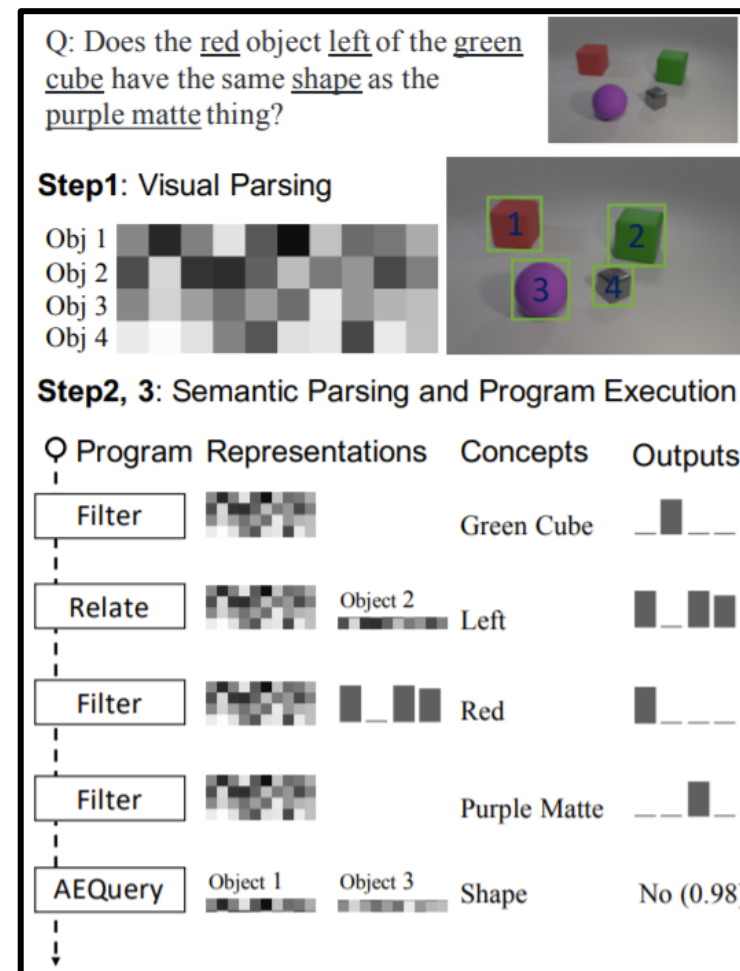 Q: Does the red object left of the green
cube have the same shape as the
purple matte thing?
Step1: Visual Parsing
Obj 1
Obj 2
Obj 3
Obj 4
1
2
3
4
Step2, 3: Semantic Parsing and Program Execution
Program Representations Concepts Outputs
Filter Green Cube
Relate Object 2 Left
Filter Red
Filter Purple Matte
AEQuery Object 1 Object 3 Shape No (0.98)